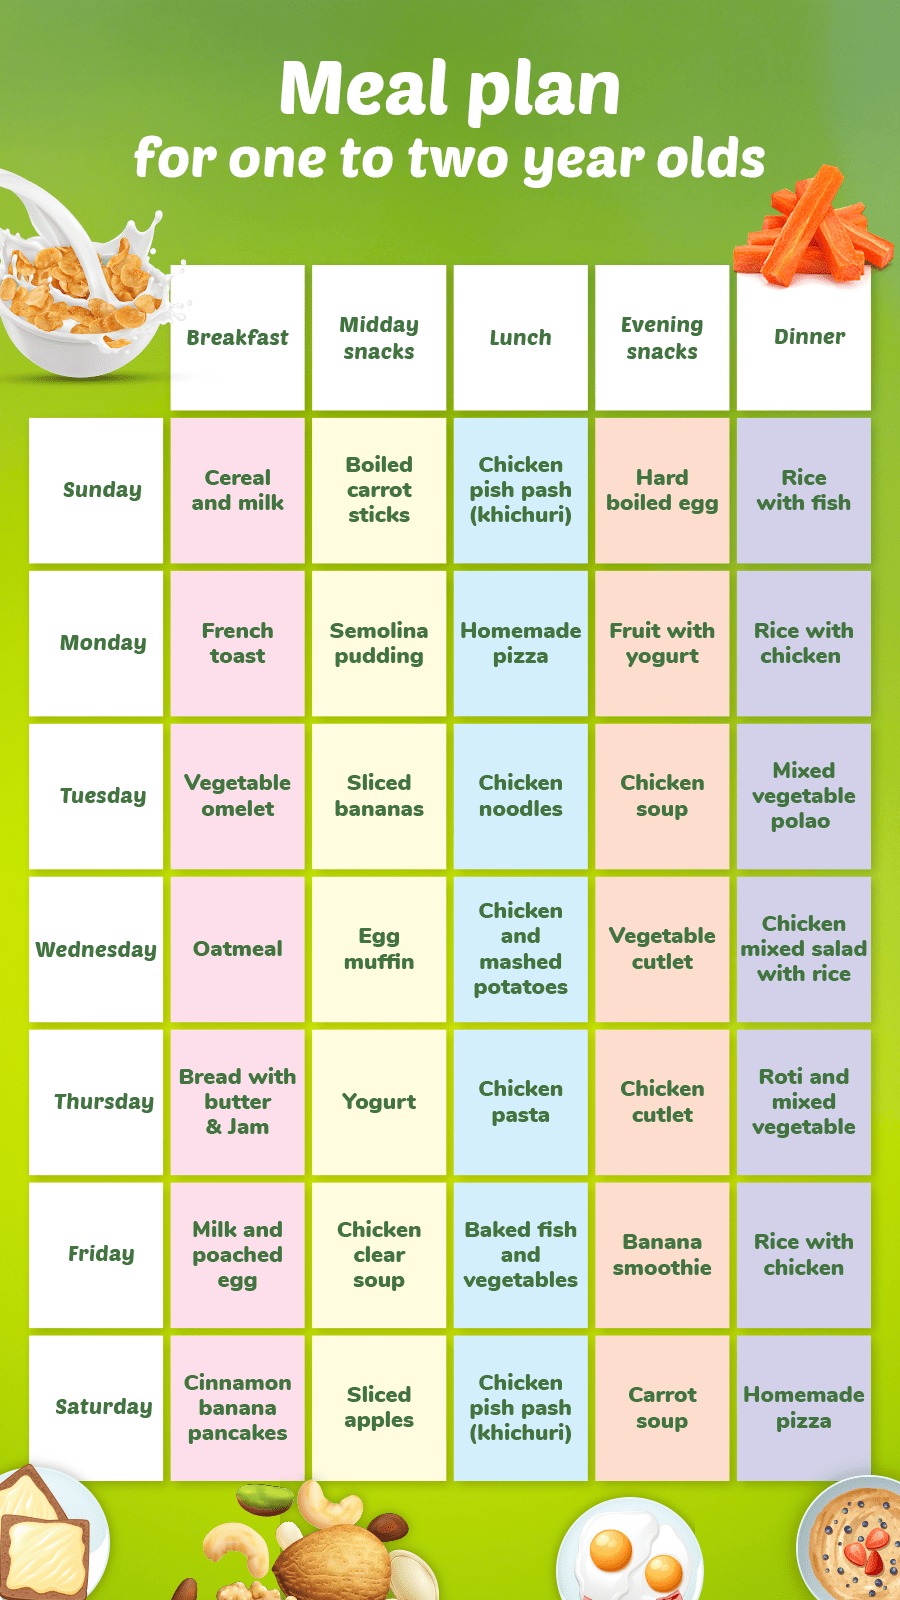 Meal plan
for one to two year olds
Breakfast
Midday
snacks
Lunch
Evening
snacks
Dinner
Sunday
Cereal
and milk
Boiled
carrot
sticks
Chicken
pish pash
(khichuri)
Hard
boiled egg
Rice
with fish
Monday
French
toast
Semolina
pudding
Homemade
pizza
Fruit with
yogurt
Rice with
chicken
Tuesday
Vegetable
omelet
Sliced
bananas
Chicken
noodles
Chicken
soup
Mixed
vegetable
polao
Wednesday
Oatmeal
Egg
muffin
Chicken
and
mashed
potatoes
Vegetable
cutlet
Chicken
mixed salad
with rice
Thursday
Bread with
butter
& Jam
Yogurt
Chicken
pasta
Chicken
cutlet
Roti and
mixed
vegetable
Friday
Milk and
poached
egg
Chicken
clear
soup
Baked fish
and
vegetables
Banana
smoothie
Rice with
chicken
Saturday
Cinnamon
banana
pancakes
Sliced
apples
Chicken
pish pash
(khichuri)
Carrot
soup
Homemade
pizza